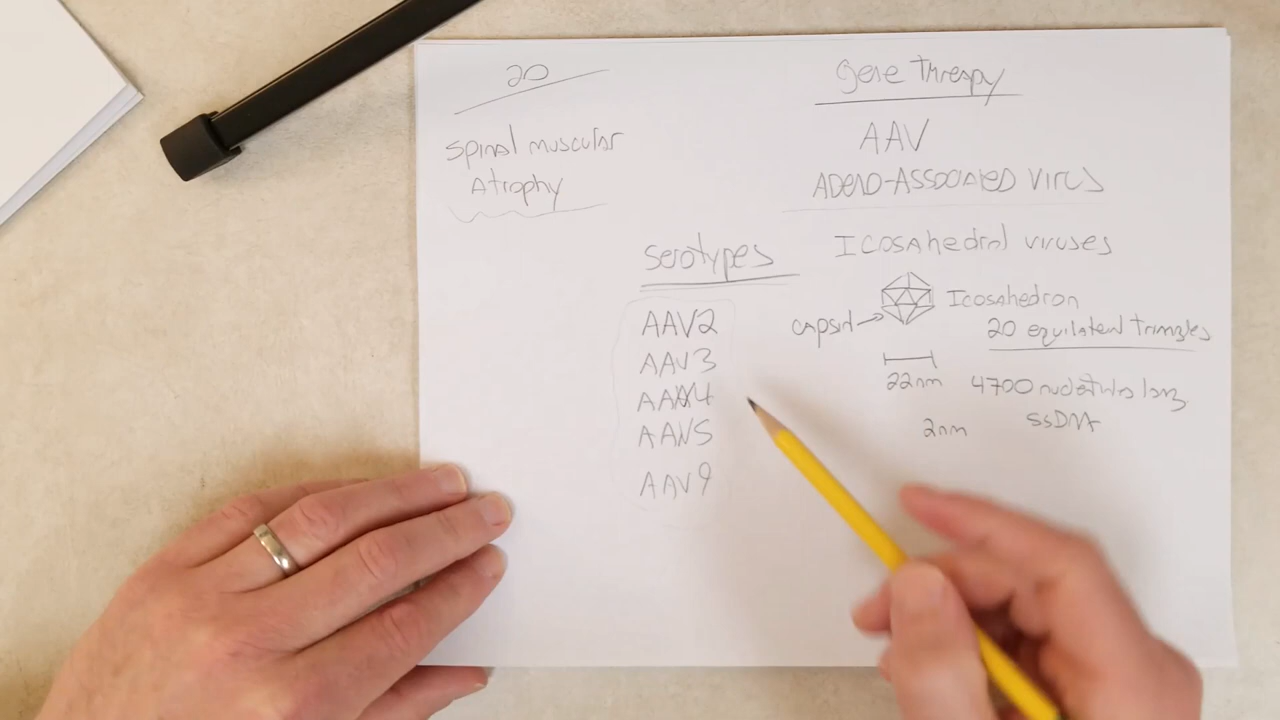 20
Spinal muscular
Atrophy
Gene Therapy
AAV
ADENO-ASSOCIATED VIRUS
Icosahedral viruses
Icosahedron
20 equilateral triangles
capsid
22nm
4700 nucleotides long
ssDNA
2nm
Serotypes
AAV2
AAV3
AAV4
AAV5
AAV9